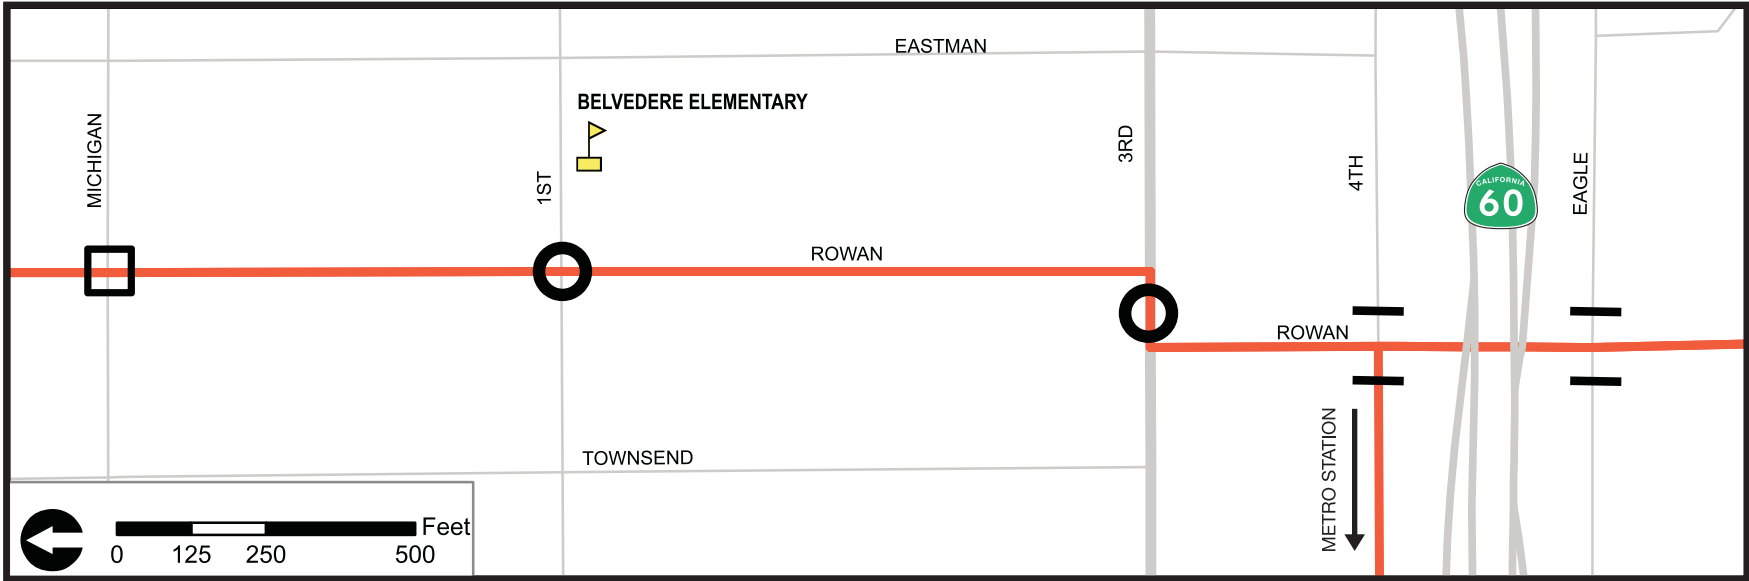 EASTMAN
BELVEDERE ELEMENTARY
MICHIGAN
1ST
3RD
4TH
CALIFORNIA
60
EAGLE
ROWAN
ROWAN
TOWNSEND
METRO STATION
Feet
0 125 250 500